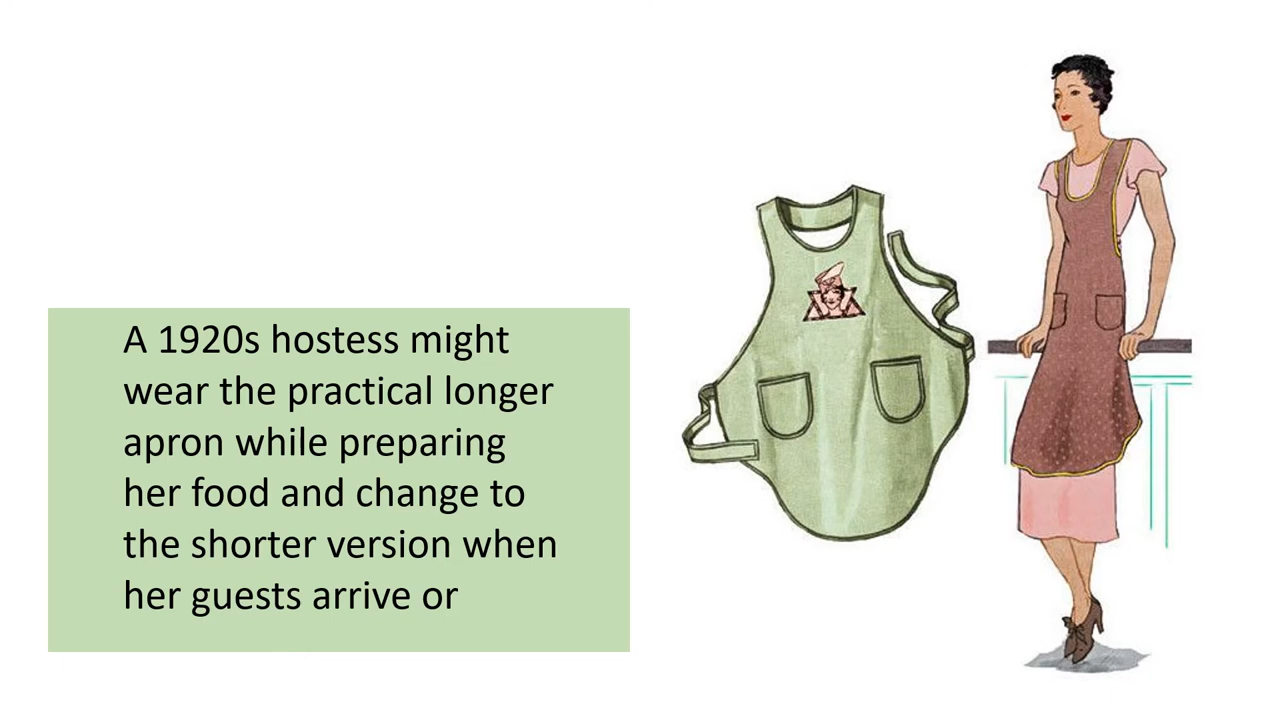 A 1920s hostess might
wear the practical longer
apron while preparing
her food and change to
the shorter version when
her guests arrive or